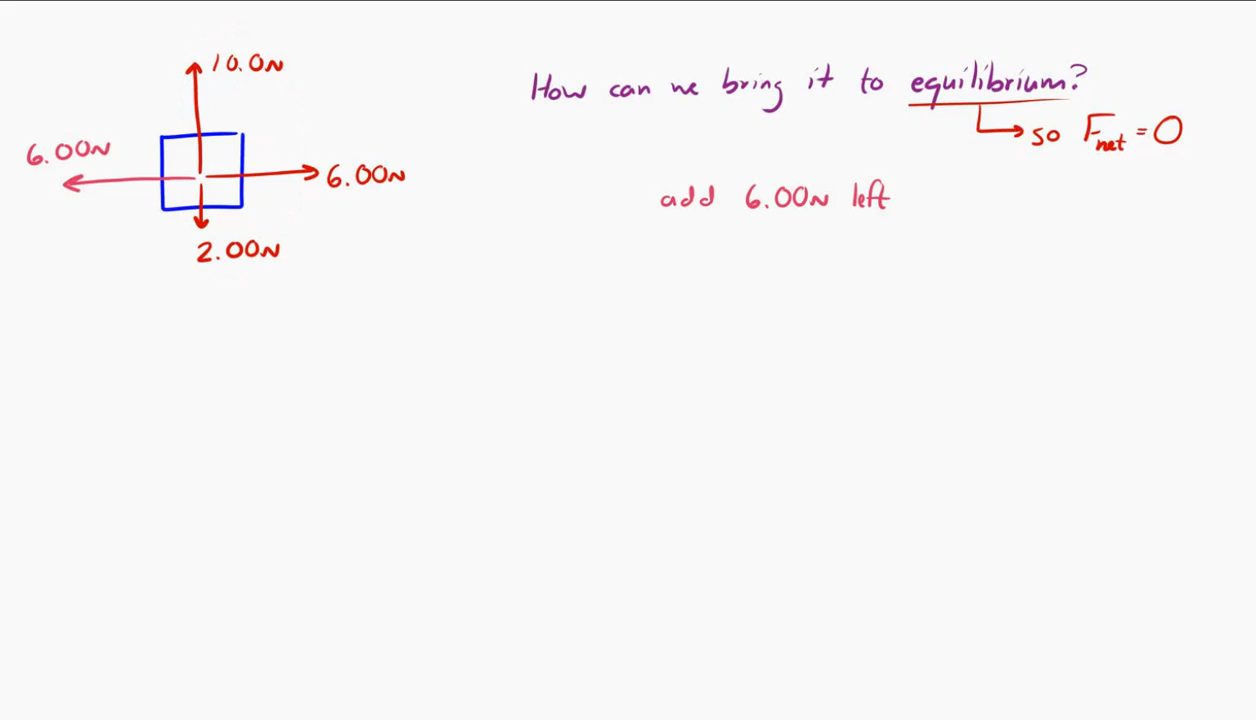 10.0N
How can we bring it to equilibrium?
so Fnet = 0
6.00N
6.00N
add 6.00N left
2.00N